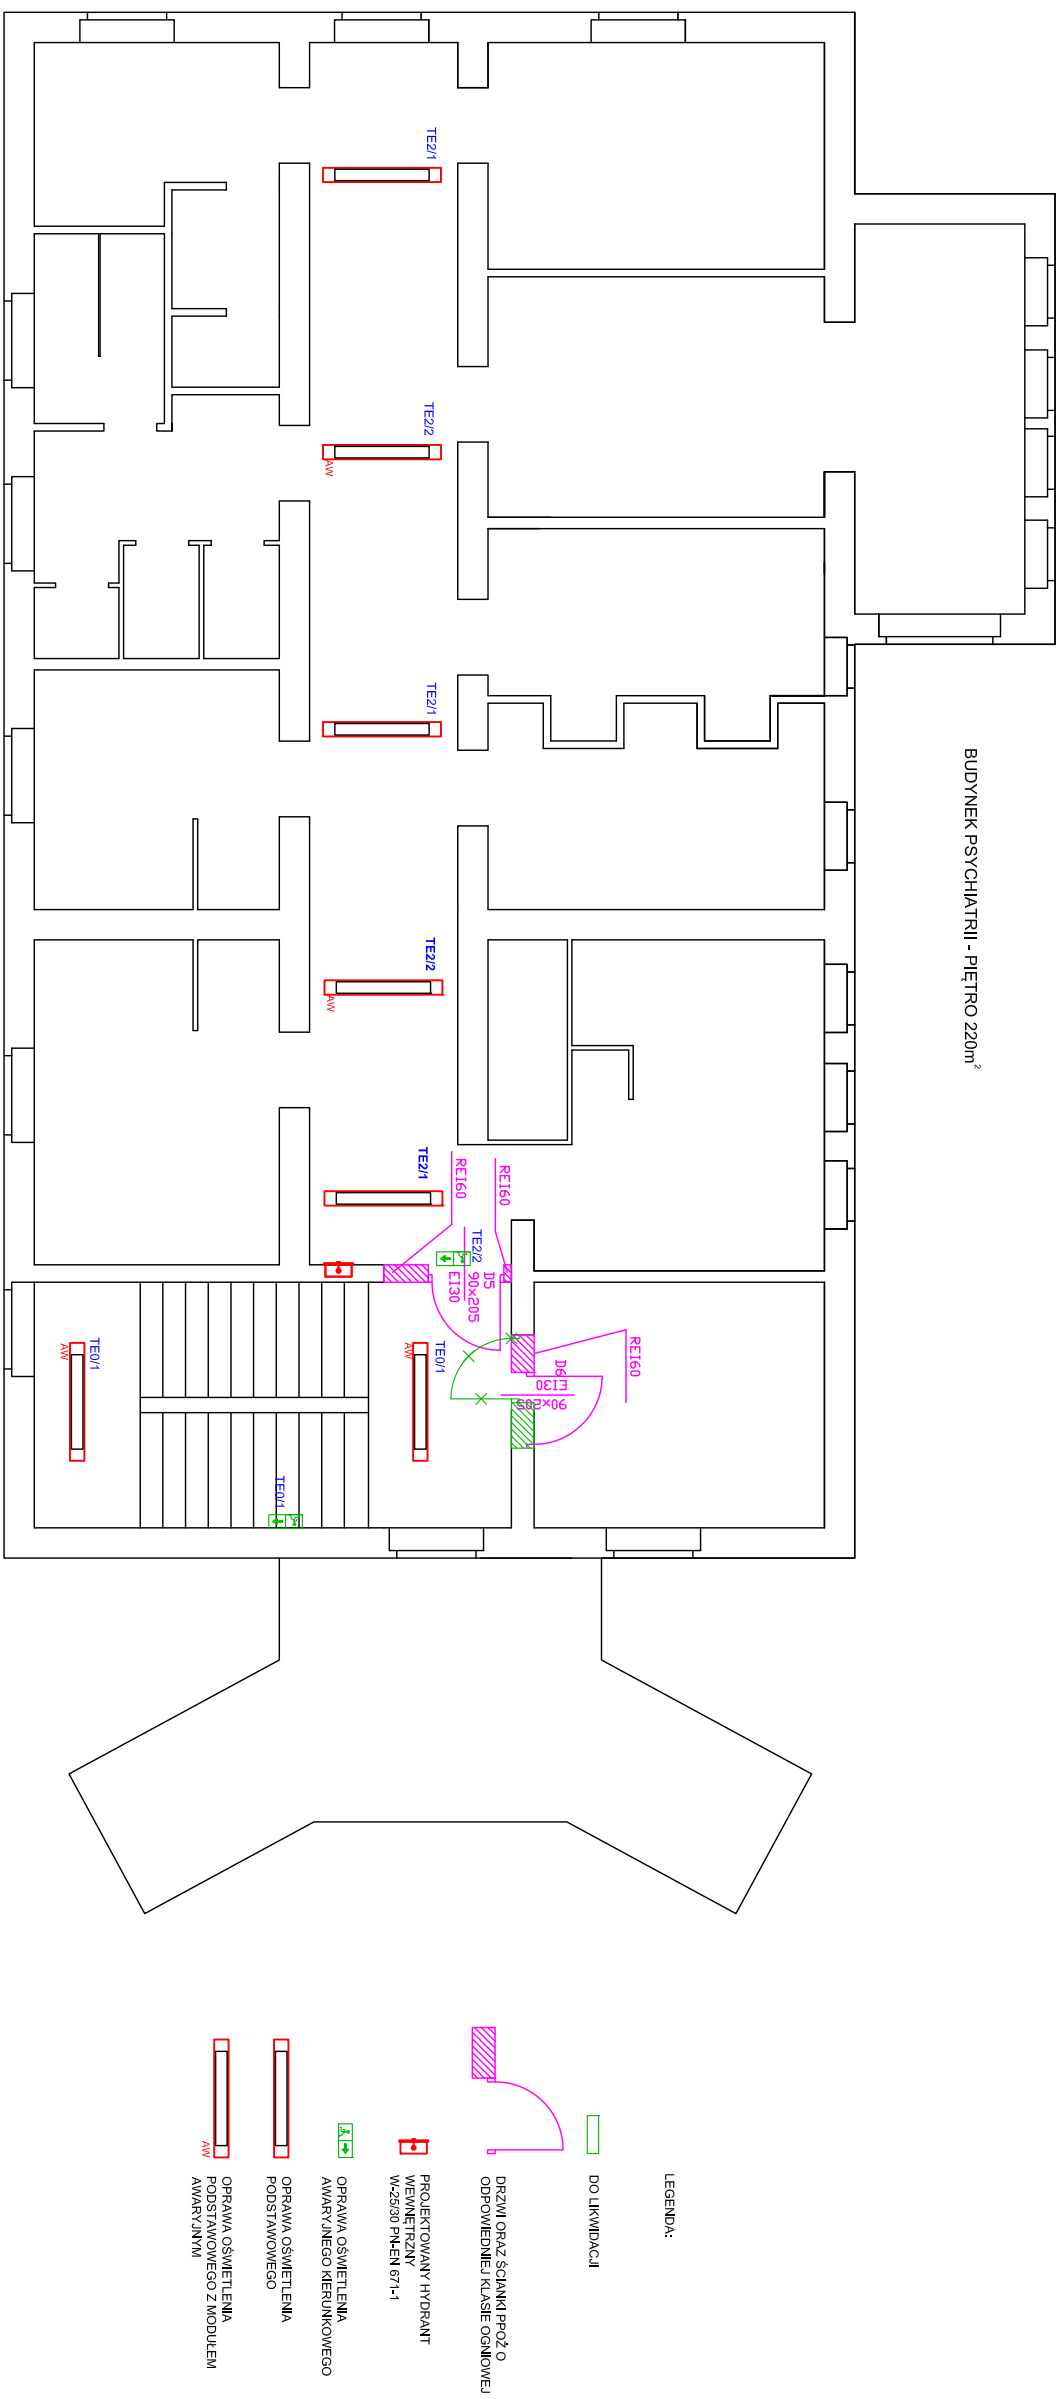 BUDYNEK PSYCHIATRII - PIĘTRO 220m²
TE2/1
TE2/2
AW
TE2/1
TE2/2
AW
TE2/1
REI60
REI60
TE2/2
D5
90x205
EI30
REI60
D6
EI30
90x205
TE0/1
AW
TE0/1
AW
TE0/1
LEGENDA:
DO LIKWIDACJI
DRZWI ORAZ ŚCIANKI PPOŻ O
ODPOWIEDNIEJ KLASIE OGNIOWEJ
PROJEKTOWANY HYDRANT
WEWNĘTRZNY
W-25/30 PN-EN 671-1
OPRAWA OŚWIETLENIA
AWARYJNEGO KIERUNKOWEGO
OPRAWA OŚWIETLENIA
PODSTAWOWEGO
AW
OPRAWA OŚWIETLENIA
PODSTAWOWEGO Z MODUŁEM
AWARYJNYM